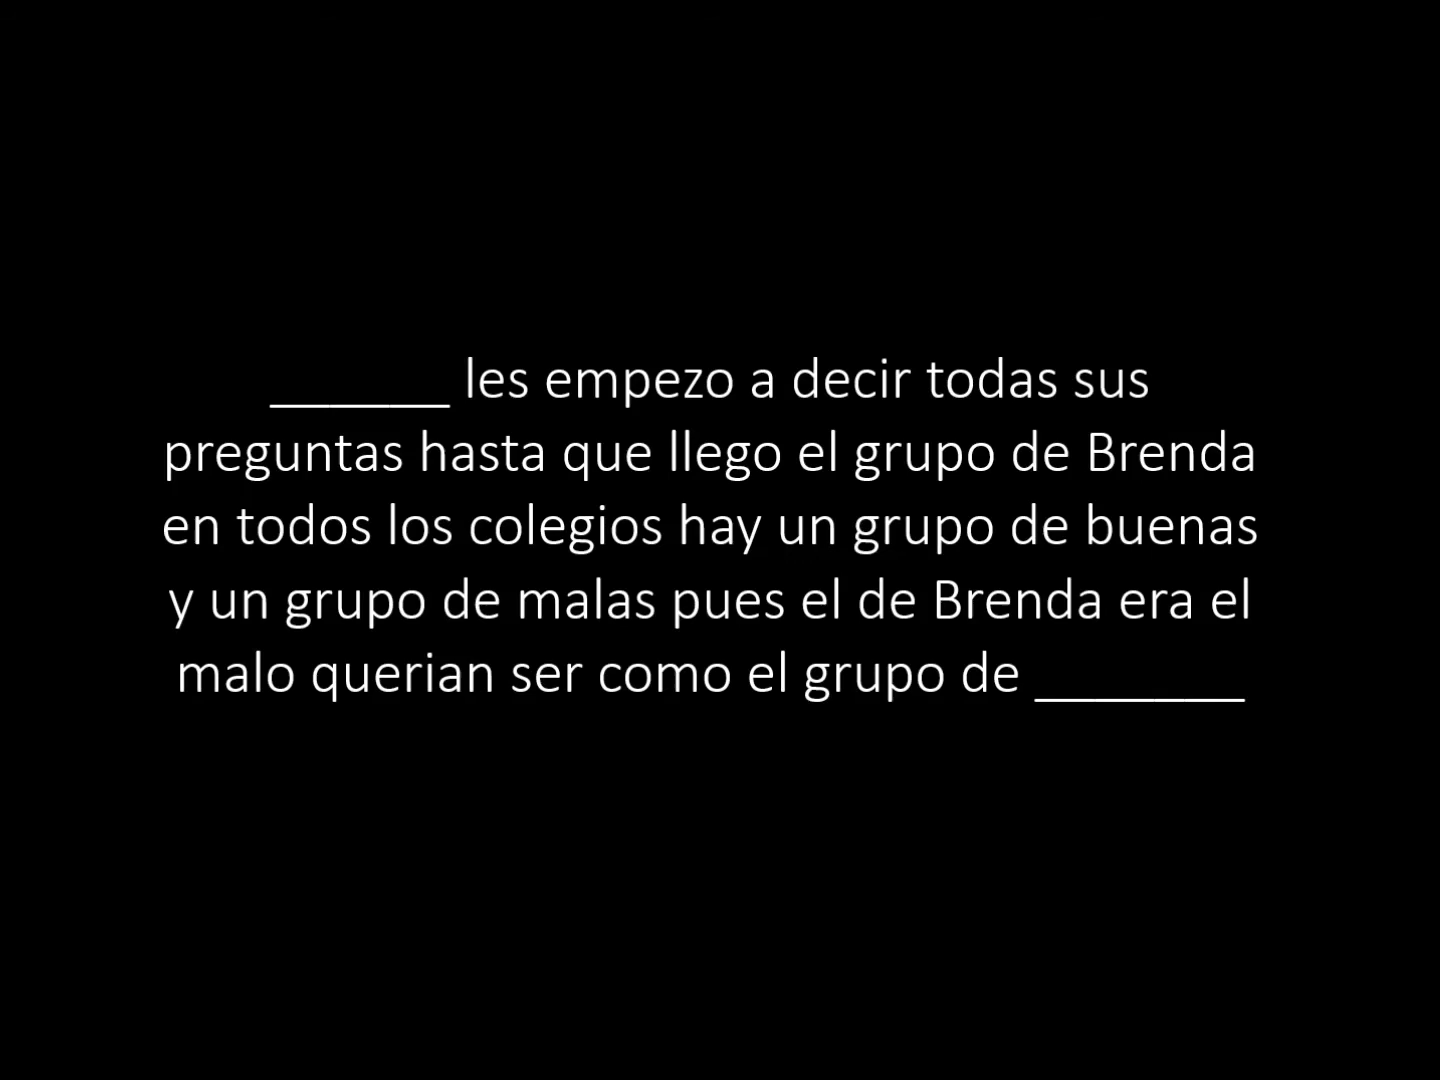 ______ les empezo a decir todas sus
preguntas hasta que llego el grupo de Brenda
en todos los colegios hay un grupo de buenas
y un grupo de malas pues el de Brenda era el
malo querian ser como el grupo de _______